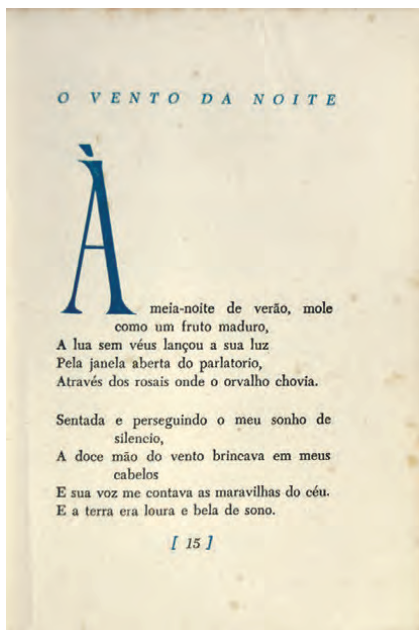 O VENTO DA NOITE
À meia-noite de verão, mole
como um fruto maduro,
A lua sem véus lançou a sua luz
Pela janela aberta do parlatorio,
Através dos rosais onde o orvalho chovia.
Sentada e perseguindo o meu sonho de
silencio,
A doce mão do vento brincava em meus
cabelos
E sua voz me contava as maravilhas do céu.
E a terra era loura e bela de sono.
[ 15 ]